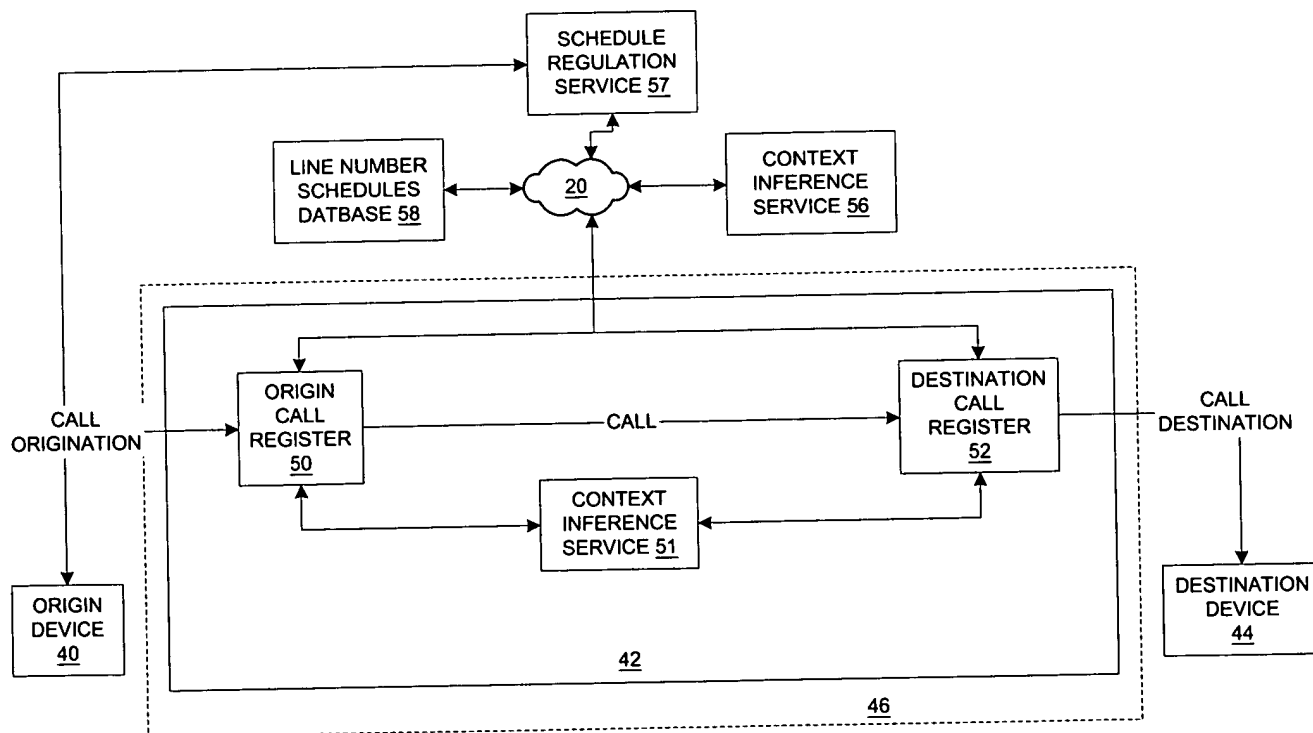 SCHEDULE
REGULATION
SERVICE 57
LINE NUMBER
SCHEDULES
DATBASE 58
20
CONTEXT
INFERENCE
SERVICE 56
ORIGIN
CALL
REGISTER
50
DESTINATION
CALL
REGISTER
52
CALL
ORIGINATION
CALL
CALL
DESTINATION
CONTEXT
INFERENCE
SERVICE 51
ORIGIN
DEVICE
40
DESTINATION
DEVICE
44
42
46